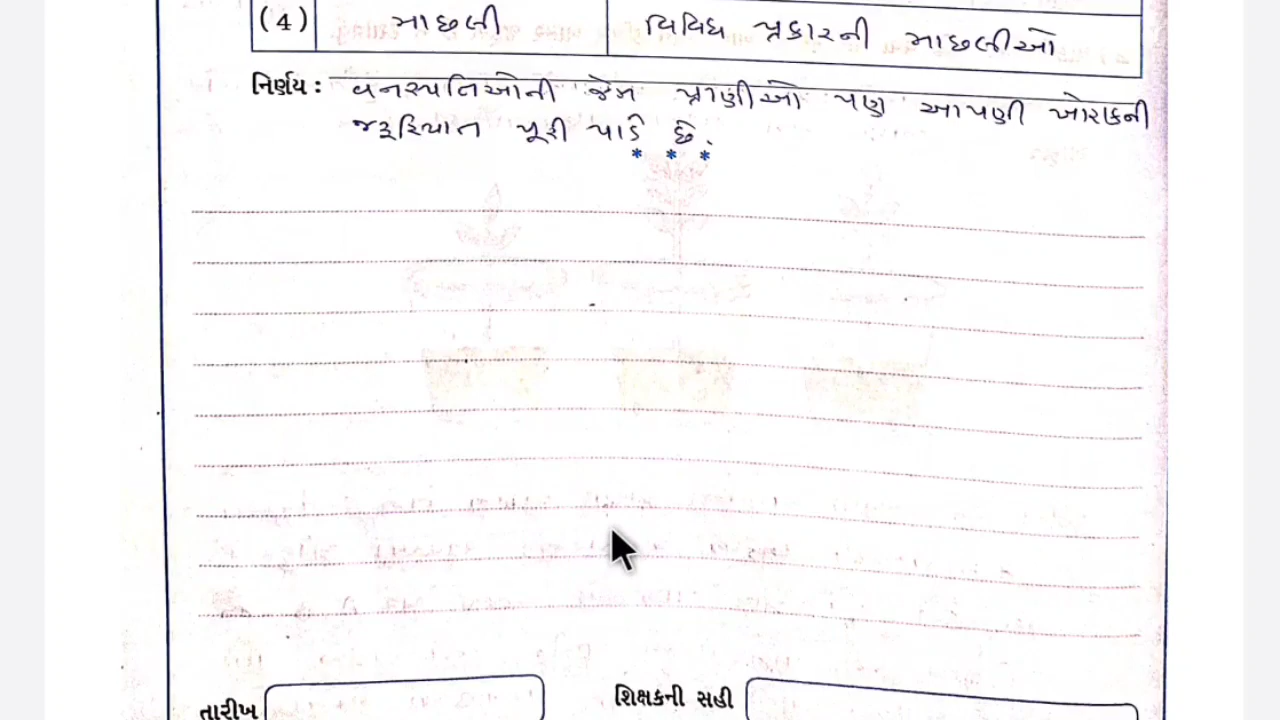 (4) માછલી વિવિધ પ્રકારની માછલીઓ
નિર્ણય : વનસ્પતિઓની જેમ પ્રાણીઓ પણ આપણી ખોરાકની
જરૂરિયાત પૂરી પાડે છે.
* * *
તારીખ શિક્ષકની સહી